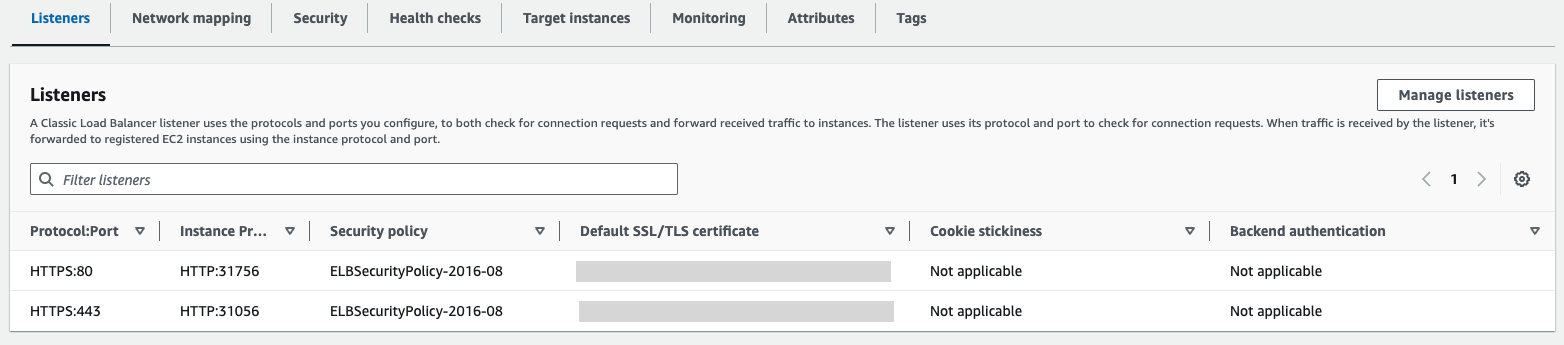 Listeners Network mapping Security Health checks Target instances Monitoring Attributes Tags
Listeners
Manage listeners
A Classic Load Balancer listener uses the protocols and ports you configure, to both check for connection requests and forward received traffic to instances. The listener uses its protocol and port to check for connection requests. When traffic is received by the listener, it's
forwarded to registered EC2 instances using the instance protocol and port.
Filter listeners
1
Protocol:Port Instance Pr... Security policy Default SSL/TLS certificate Cookie stickiness Backend authentication
HTTPS:80 HTTP:31756 ELBSecurityPolicy-2016-08 Not applicable Not applicable
HTTPS:443 HTTP:31056 ELBSecurityPolicy-2016-08 Not applicable Not applicable